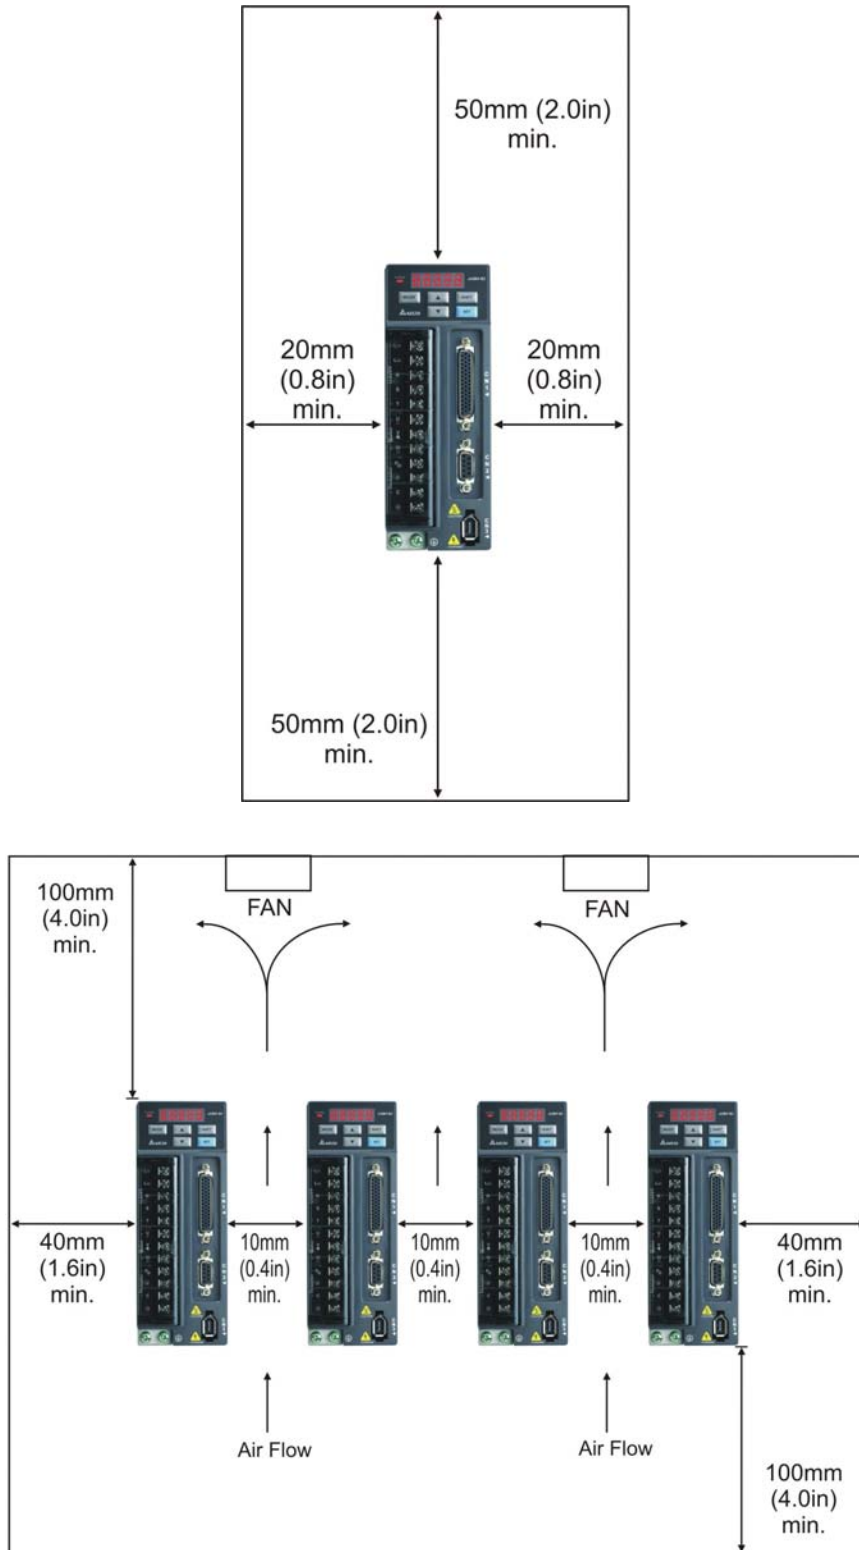 50mm (2.0in)
min.
20mm
(0.8in)
min.
20mm
(0.8in)
min.
50mm (2.0in)
min.
100mm
(4.0in)
min.
FAN
FAN
40mm
(1.6in)
min.
10mm
(0.4in)
min.
10mm
(0.4in)
min.
10mm
(0.4in)
min.
40mm
(1.6in)
min.
Air Flow
Air Flow
100mm
(4.0in)
min.